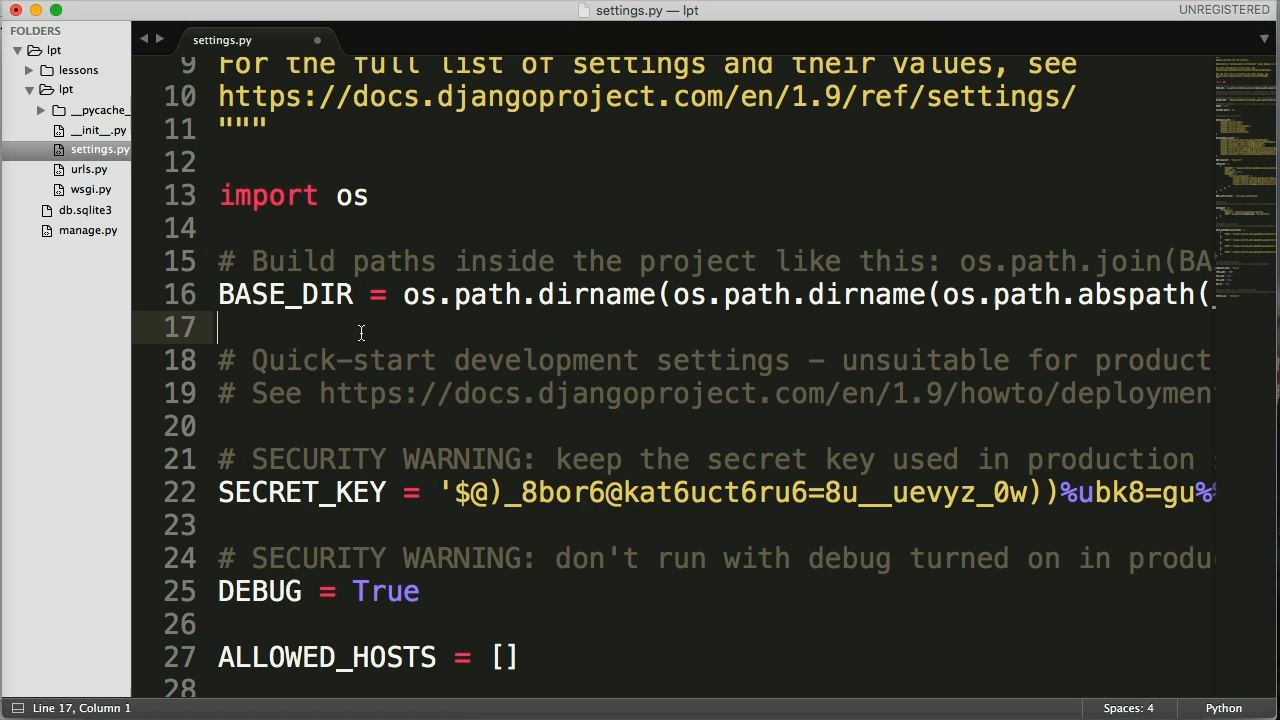 settings.py — lpt
UNREGISTERED
FOLDERS
lpt
lessons
lpt
__pycache_
__init__.py
settings.py
urls.py
wsgi.py
db.sqlite3
manage.py
settings.py
9 For the full list of settings and their values, see
10 https://docs.djangoproject.com/en/1.9/ref/settings/
11 """
12
13 import os
14
15 # Build paths inside the project like this: os.path.join(BA
16 BASE_DIR = os.path.dirname(os.path.dirname(os.path.abspath(_
17
18 # Quick-start development settings - unsuitable for product
19 # See https://docs.djangoproject.com/en/1.9/howto/deployment
20
21 # SECURITY WARNING: keep the secret key used in production
22 SECRET_KEY = '$@)_8bor6@kat6uct6ru6=8u__uevyz_0w))%ubk8=gu%
23
24 # SECURITY WARNING: don't run with debug turned on in produ
25 DEBUG = True
26
27 ALLOWED_HOSTS = []
28
Line 17, Column 1
Spaces: 4
Python